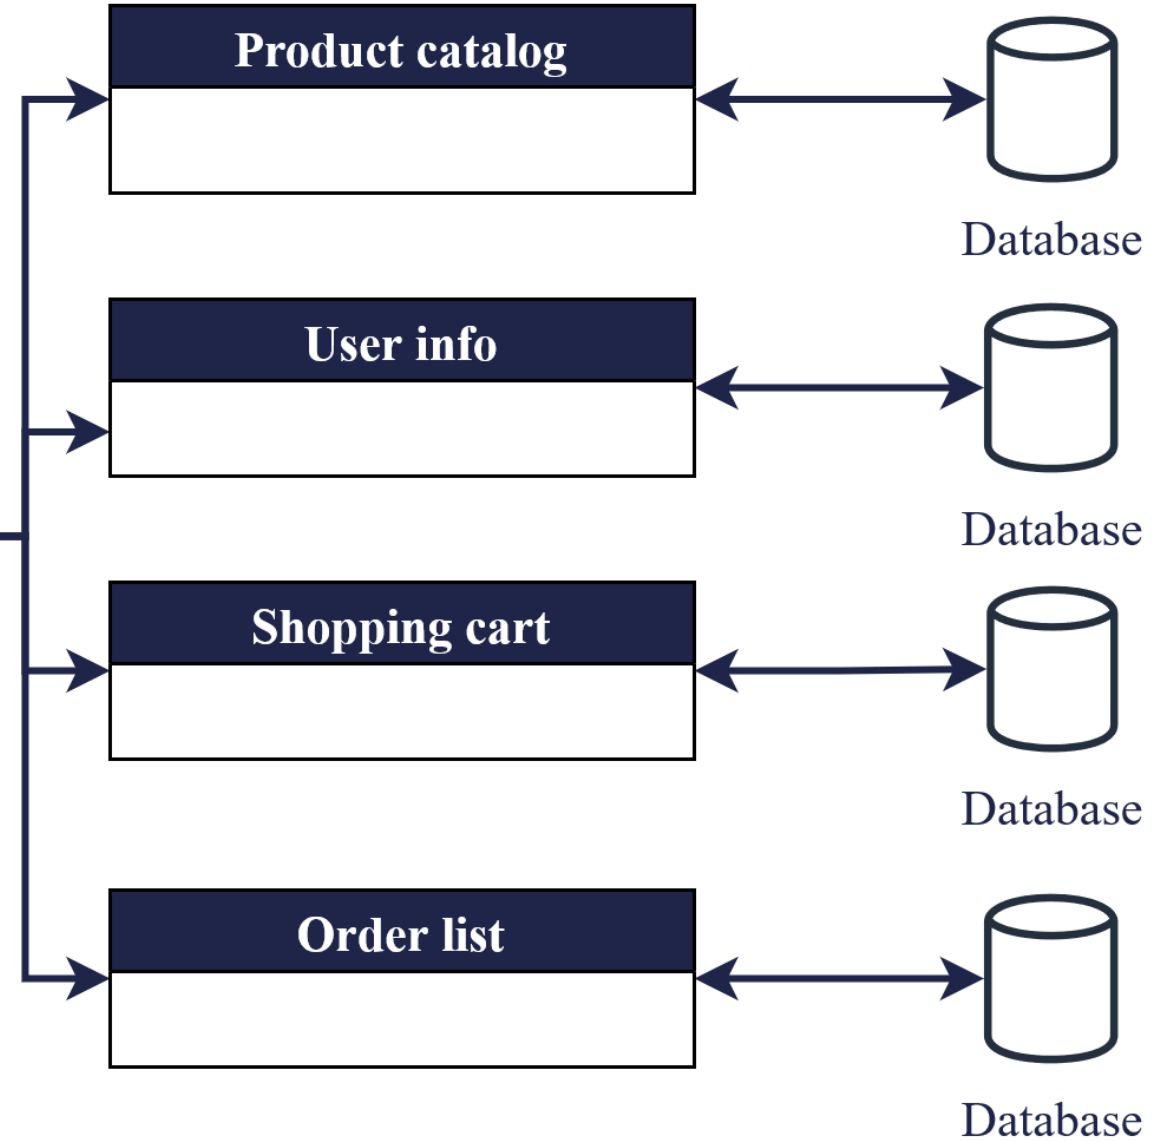 Product catalog
Database
User info
Database
Shopping cart
Database
Order list
Database